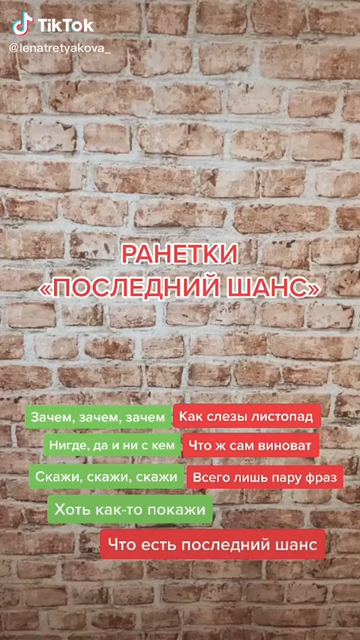 TikTok
@lenatretyakova_
РАНЕТКИ
«ПОСЛЕДНИЙ ШАНС»
Зачем, зачем, зачем Как слезы листопад
Нигде, да и ни с кем Что ж сам виноват
Скажи, скажи, скажи Всего лишь пару фраз
Хоть как-то покажи
Что есть последний шанс